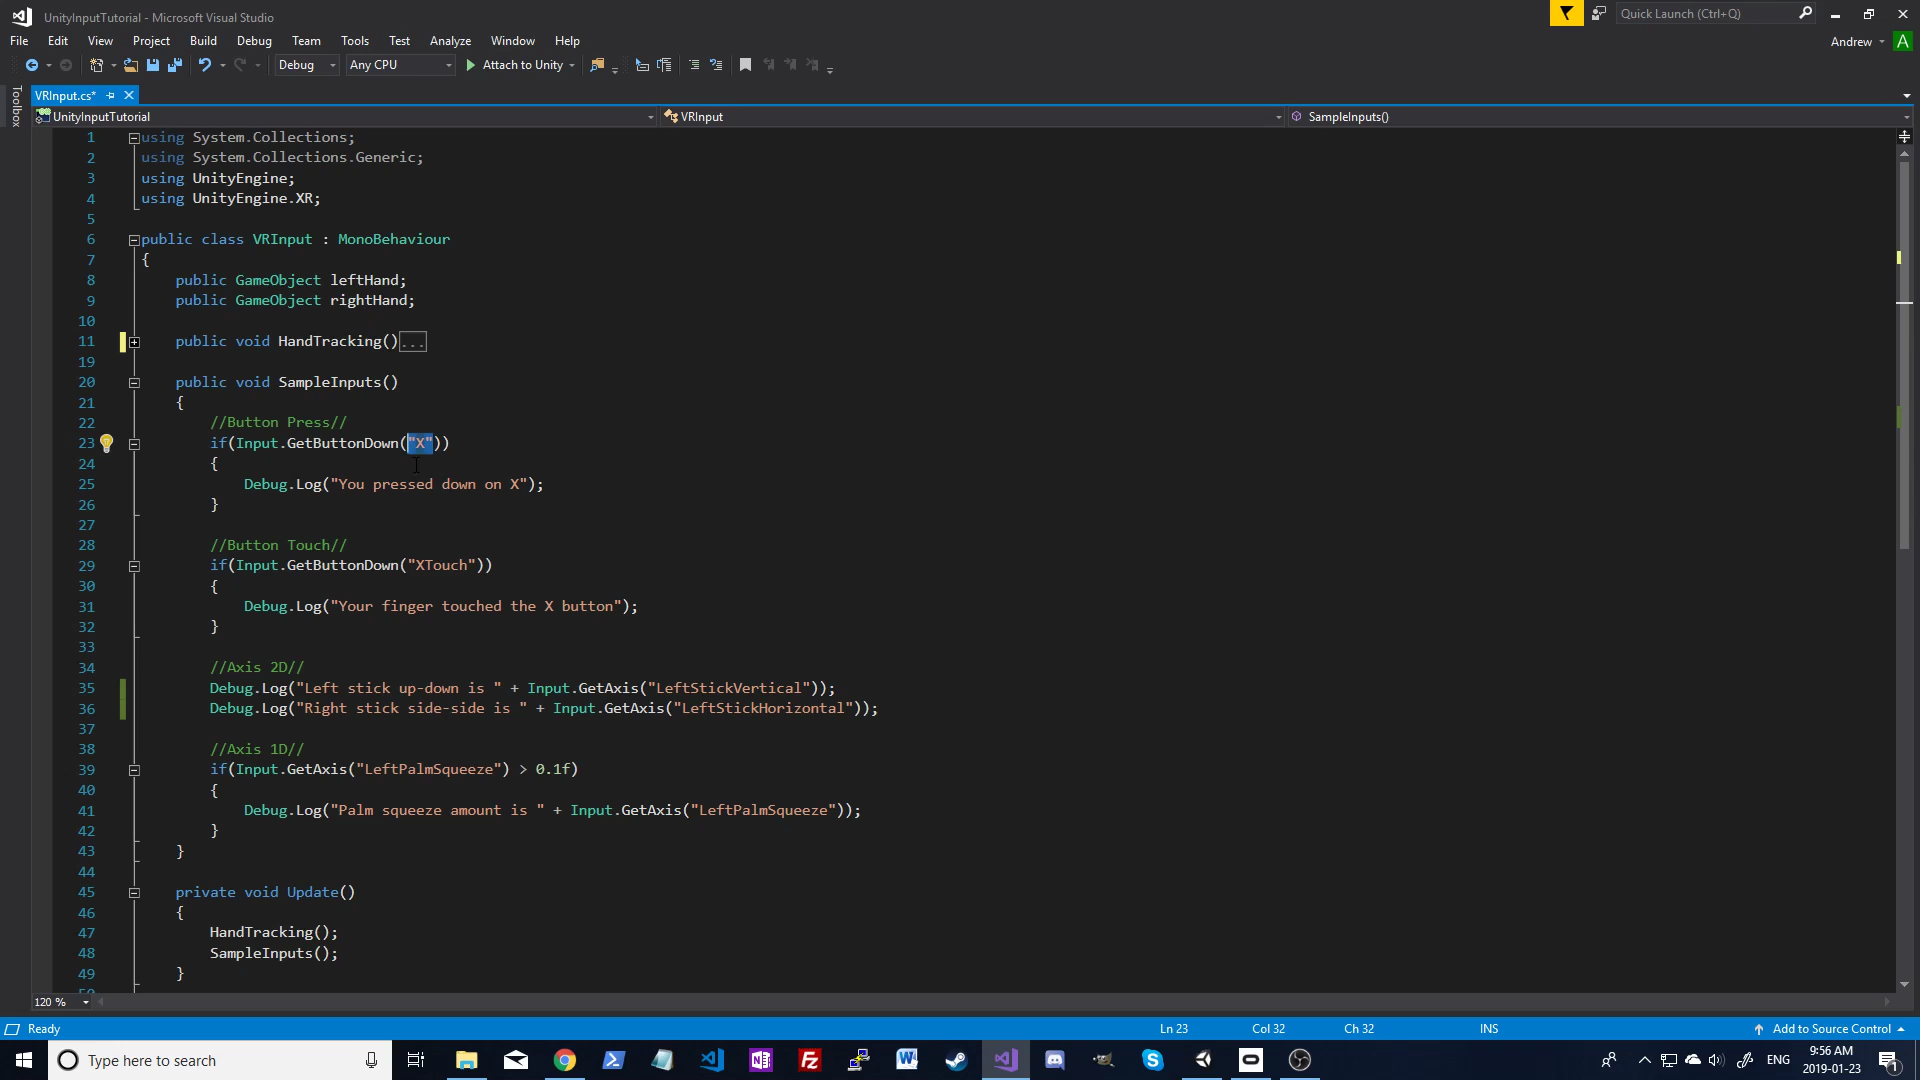 UnityInputTutorial - Microsoft Visual Studio
Quick Launch (Ctrl+Q)
File Edit View Project Build Debug Team Tools Test Analyze Window Help
Andrew A
Debug Any CPU Attach to Unity
Toolbox
VRInput.cs*
UnityInputTutorial VRInput SampleInputs()
1 using System.Collections;
2 using System.Collections.Generic;
3 using UnityEngine;
4 using UnityEngine.XR;
5
6 public class VRInput : MonoBehaviour
7 {
8 public GameObject leftHand;
9 public GameObject rightHand;
10
11 public void HandTracking()...
19
20 public void SampleInputs()
21 {
22 //Button Press//
23 if(Input.GetButtonDown("X"))
24 {
25 Debug.Log("You pressed down on X");
26 }
27
28 //Button Touch//
29 if(Input.GetButtonDown("XTouch"))
30 {
31 Debug.Log("Your finger touched the X button");
32 }
33
34 //Axis 2D//
35 Debug.Log("Left stick up-down is " + Input.GetAxis("LeftStickVertical"));
36 Debug.Log("Right stick side-side is " + Input.GetAxis("LeftStickHorizontal"));
37
38 //Axis 1D//
39 if(Input.GetAxis("LeftPalmSqueeze") > 0.1f)
40 {
41 Debug.Log("Palm squeeze amount is " + Input.GetAxis("LeftPalmSqueeze"));
42 }
43 }
44
45 private void Update()
46 {
47 HandTracking();
48 SampleInputs();
49 }
120 %
Ready Ln 23 Col 32 Ch 32 INS Add to Source Control
Type here to search
ENG 9:56 AM
2019-01-23
1